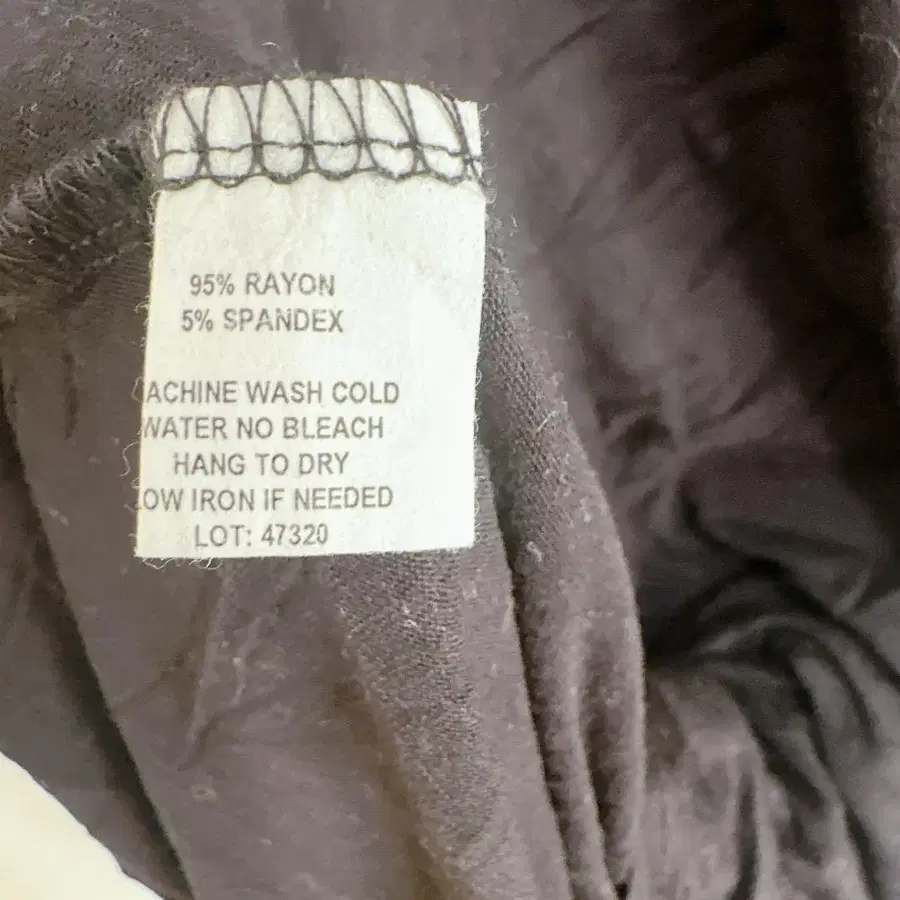 95% RAYON
5% SPANDEX
ACHINE WASH COLD
WATER NO BLEACH
HANG TO DRY
OW IRON IF NEEDED
LOT: 47320